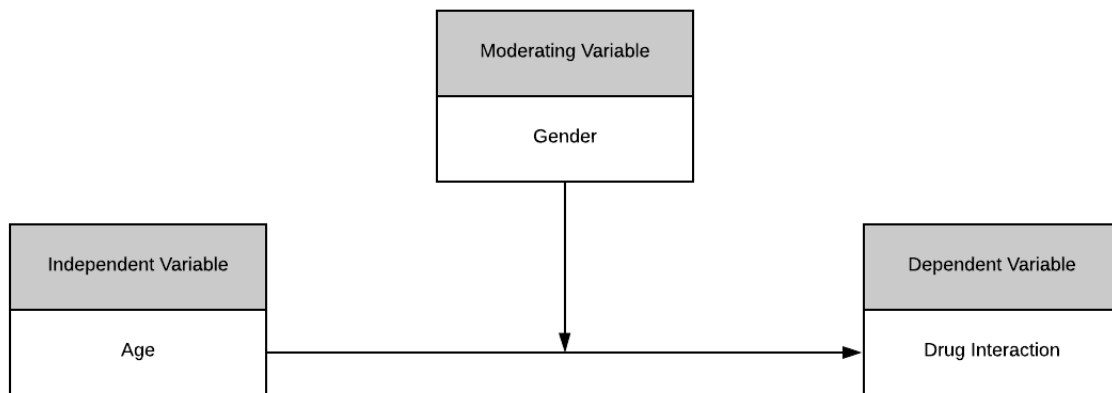 Moderating Variable
Gender
Independent Variable
Age
Dependent Variable
Drug Interaction